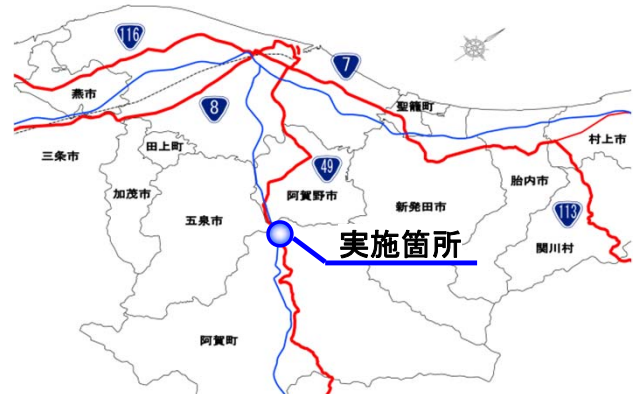 116
7
燕市
8
聖籠町
三条市
田上町
村上市
49
加茂市
阿賀野市
胎内市
五泉市
新発田市
113
実施箇所
関川村
阿賀町